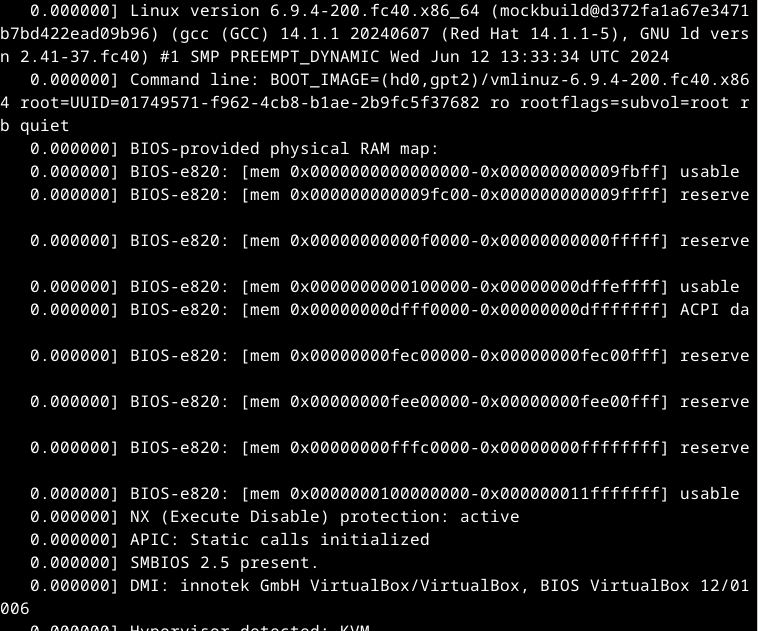 0.000000] Linux version 6.9.4-200.fc40.x86_64 (mockbuild@d372fa1a67e3471
b7bd422ead09b96) (gcc (GCC) 14.1.1 20240607 (Red Hat 14.1.1-5), GNU ld vers
n 2.41-37.fc40) #1 SMP PREEMPT_DYNAMIC Wed Jun 12 13:33:34 UTC 2024
0.000000] Command line: BOOT_IMAGE=(hd0,gpt2)/vmlinuz-6.9.4-200.fc40.x86
4 root=UUID=01749571-f962-4cb8-b1ae-2b9fc5f37682 ro rootflags=subvol=root r
b quiet
0.000000] BIOS-provided physical RAM map:
0.000000] BIOS-e820: [mem 0x0000000000000000-0x000000000009fbff] usable
0.000000] BIOS-e820: [mem 0x000000000009fc00-0x000000000009ffff] reserve
0.000000] BIOS-e820: [mem 0x00000000000f0000-0x00000000000fffff] reserve
0.000000] BIOS-e820: [mem 0x0000000000100000-0x00000000dffeffff] usable
0.000000] BIOS-e820: [mem 0x00000000dfff0000-0x00000000dfffffff] ACPI da
0.000000] BIOS-e820: [mem 0x00000000fec00000-0x00000000fec00fff] reserve
0.000000] BIOS-e820: [mem 0x00000000fee00000-0x00000000fee00fff] reserve
0.000000] BIOS-e820: [mem 0x00000000fffc0000-0x00000000ffffffff] reserve
0.000000] BIOS-e820: [mem 0x0000000100000000-0x000000011fffffff] usable
0.000000] NX (Execute Disable) protection: active
0.000000] APIC: Static calls initialized
0.000000] SMBIOS 2.5 present.
0.000000] DMI: innotek GmbH VirtualBox/VirtualBox, BIOS VirtualBox 12/01
006
0.000000] Hypervisor detected: KVM